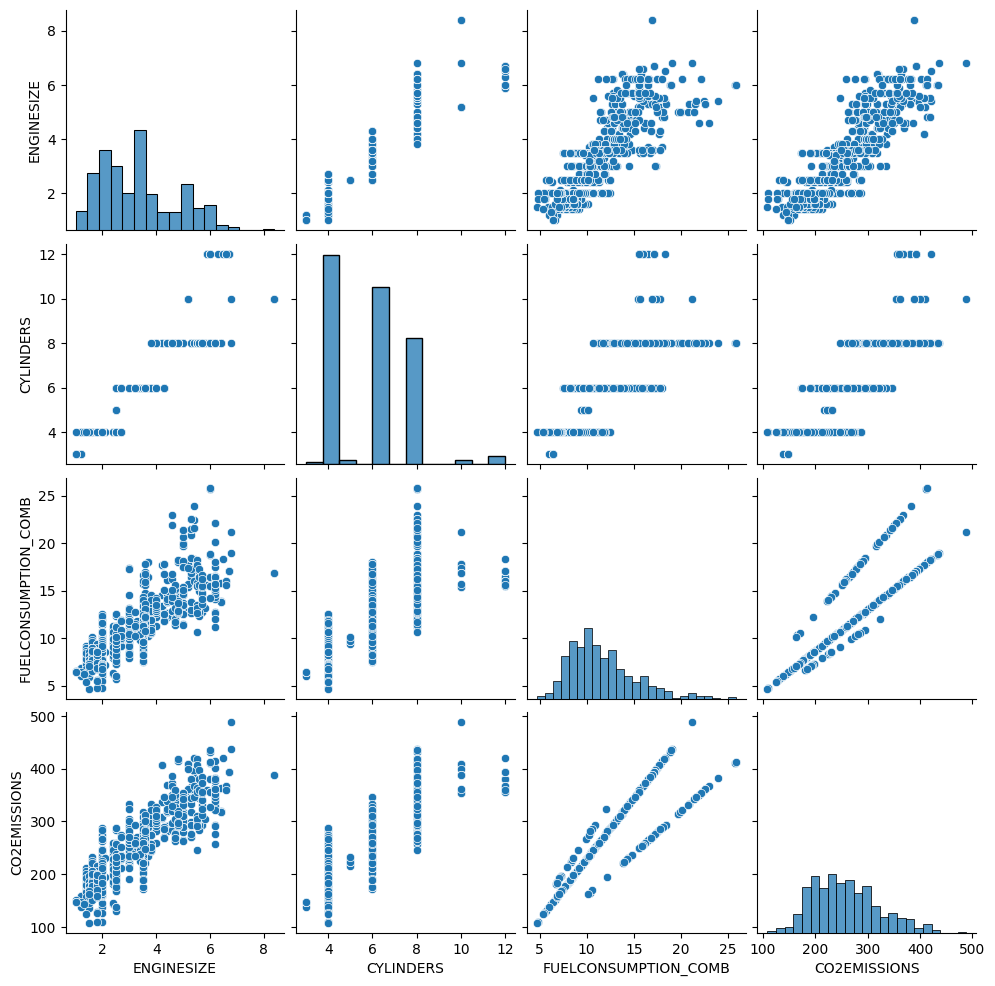 8
6
4
2
ENGINESIZE
12
10
8
6
4
CYLINDERS
25
20
15
10
5
FUELCONSUMPTION_COMB
500
400
300
200
100
CO2EMISSIONS
2 4 6 8
4 6 8 10 12
5 10 15 20 25
100 200 300 400 500
ENGINESIZE
CYLINDERS
FUELCONSUMPTION_COMB
CO2EMISSIONS